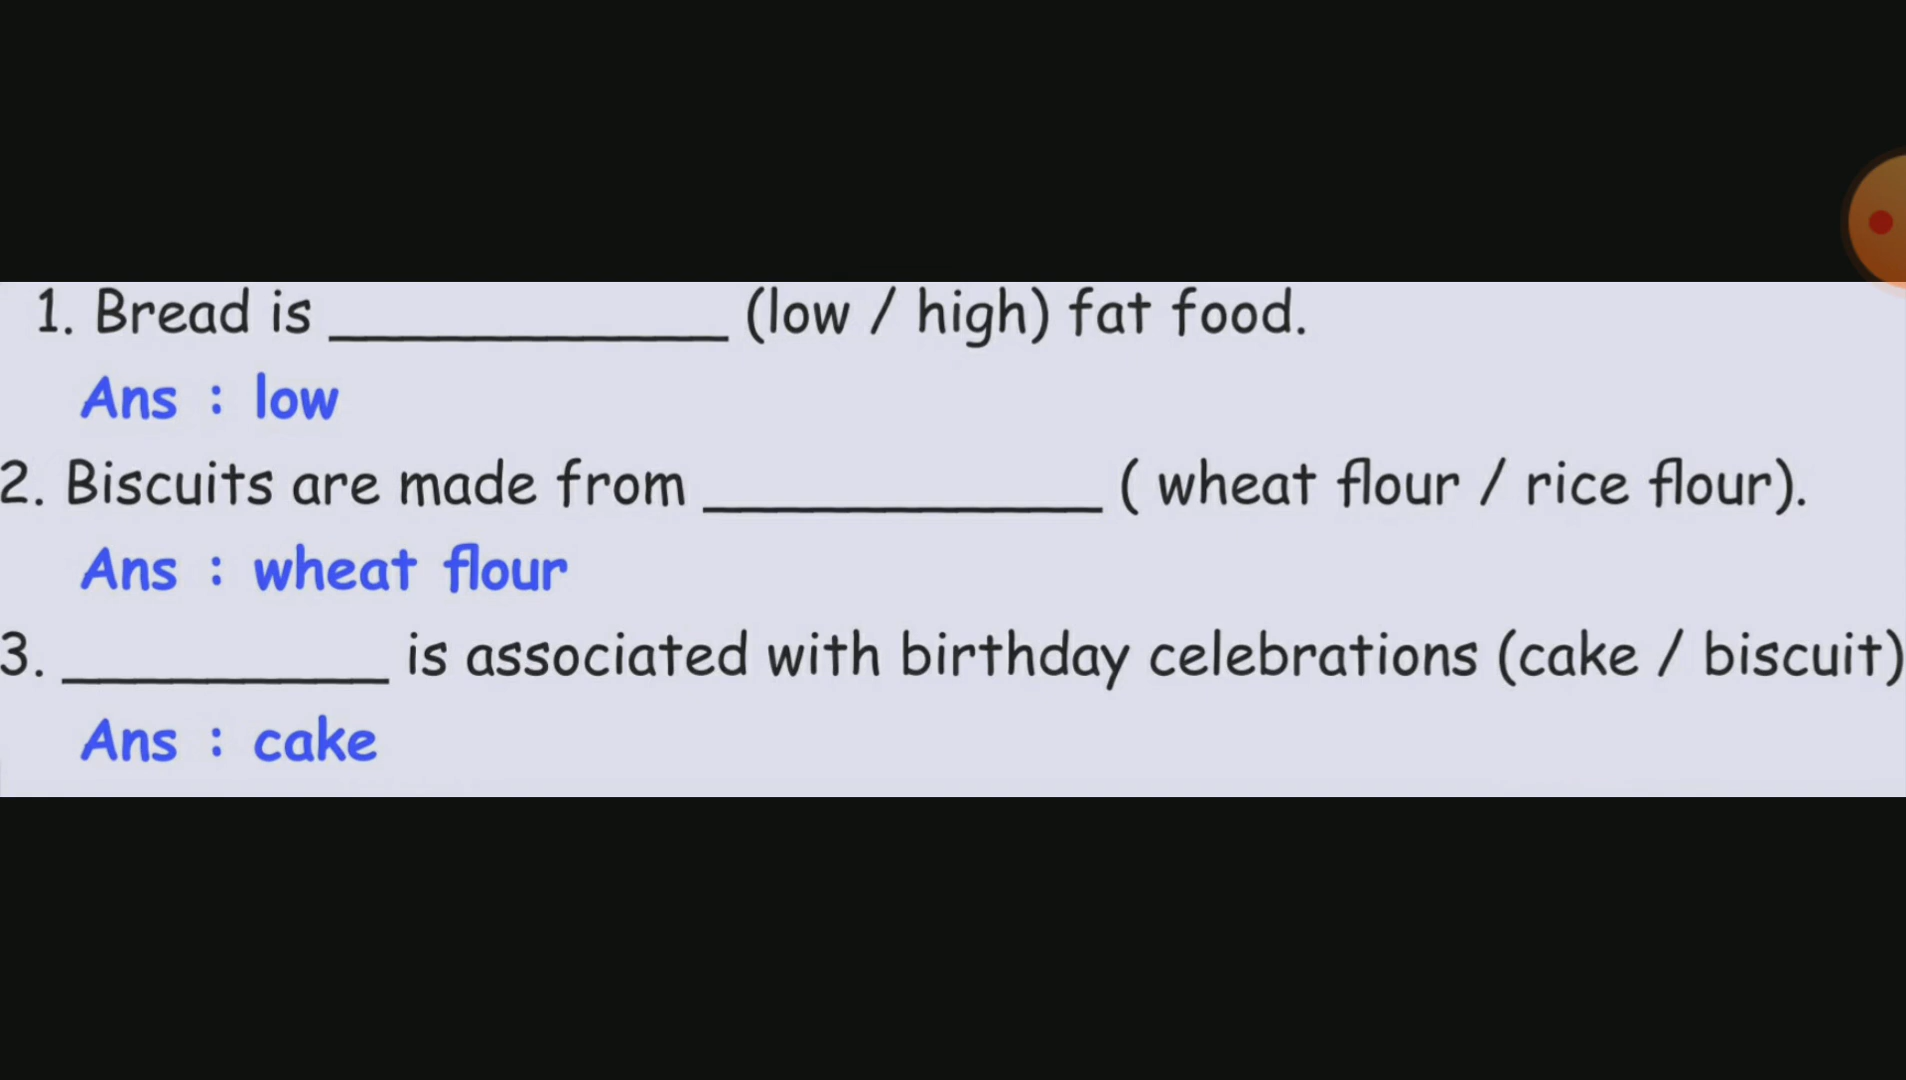 1. Bread is ____________ (low / high) fat food.
Ans : low
2. Biscuits are made from ____________ ( wheat flour / rice flour).
Ans : wheat flour
3. __________ is associated with birthday celebrations (cake / biscuit)
Ans : cake